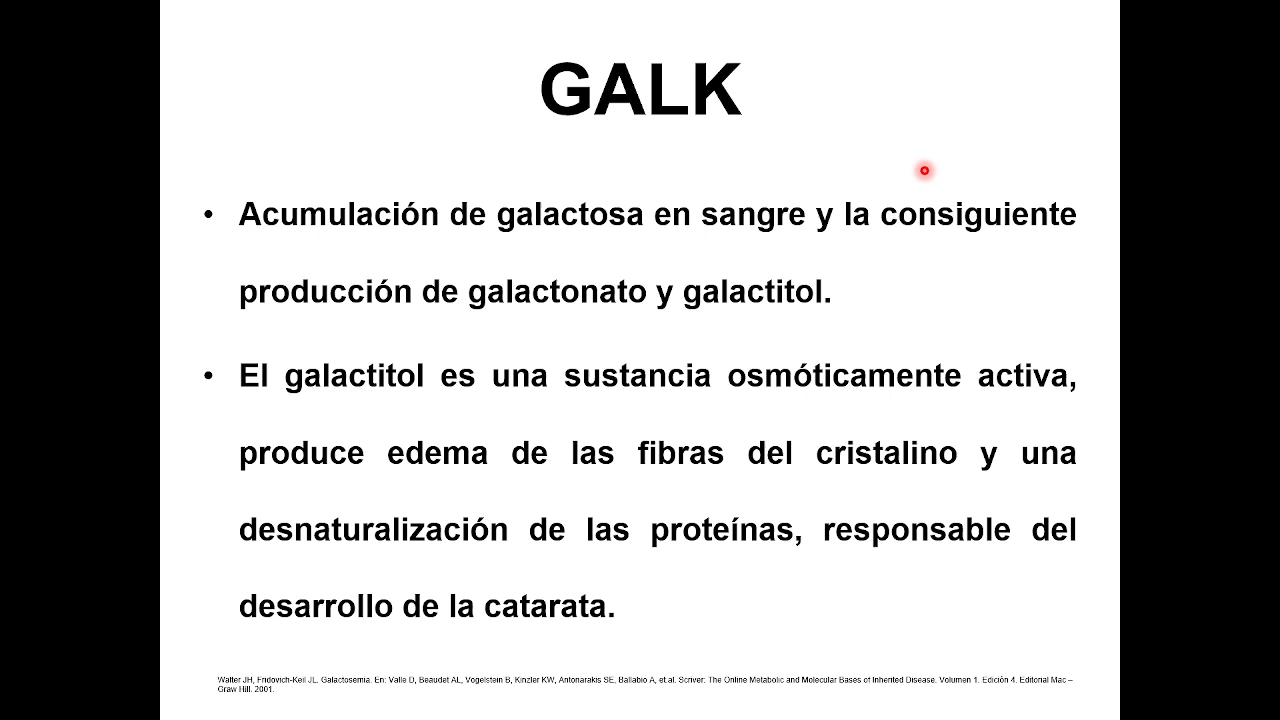 GALK
• Acumulación de galactosa en sangre y la consiguiente
producción de galactonato y galactitol.
• El galactitol es una sustancia osmóticamente activa,
produce edema de las fibras del cristalino y una
desnaturalización de las proteínas, responsable del
desarrollo de la catarata.
Walter JH, Fridovich-Keil JL. Galactosemia. En: Valle D, Beaudet AL, Vogelstein B, Kinzler KW, Antonarakis SE, Ballabio A, et.al. Scriver: The Online Metabolic and Molecular Bases of Inherited Disease. Volumen 1. Edición 4. Editorial Mac –
Graw Hill. 2001.